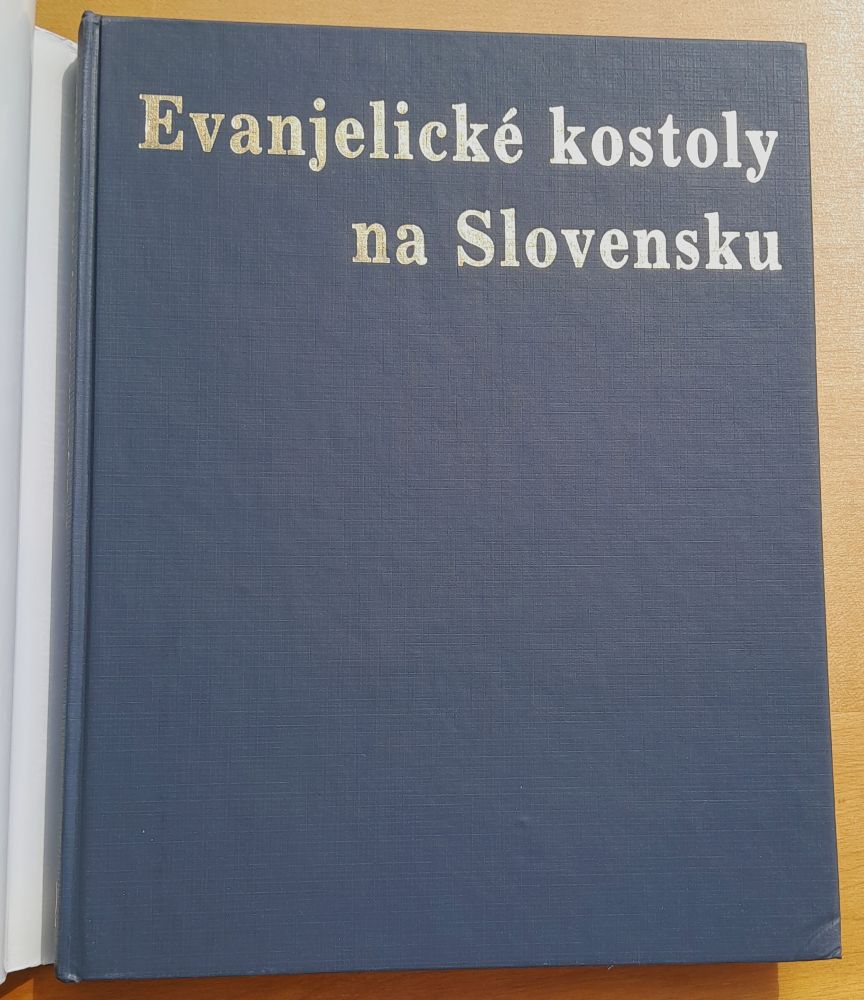 Evanjelické kostoly
na Slovensku